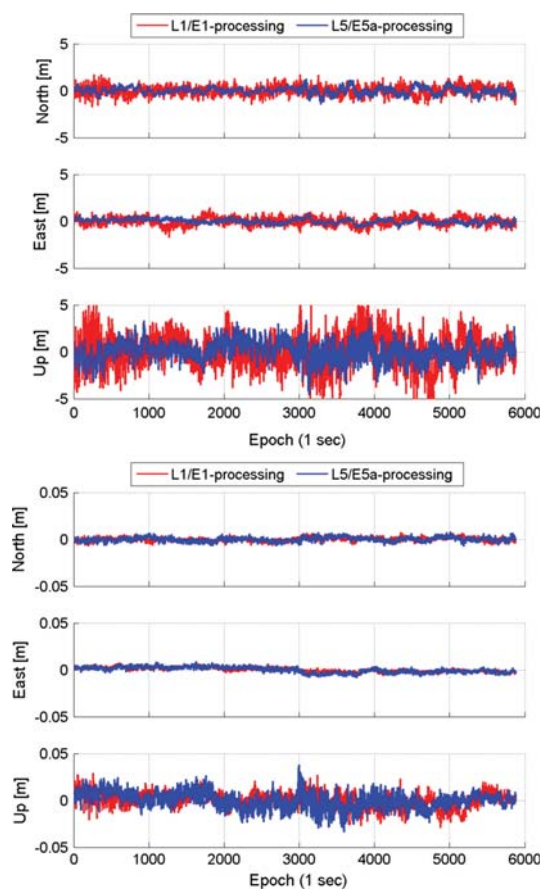 L1/E1-processing L5/E5a-processing
5
0
-5
North [m]
5
0
-5
East [m]
5
0
-5
Up [m]
0 1000 2000 3000 4000 5000 6000
Epoch (1 sec)
L1/E1-processing L5/E5a-processing
0.05
0
-0.05
North [m]
0.05
0
-0.05
East [m]
0.05
0
-0.05
Up [m]
0 1000 2000 3000 4000 5000 6000
Epoch (1 sec)